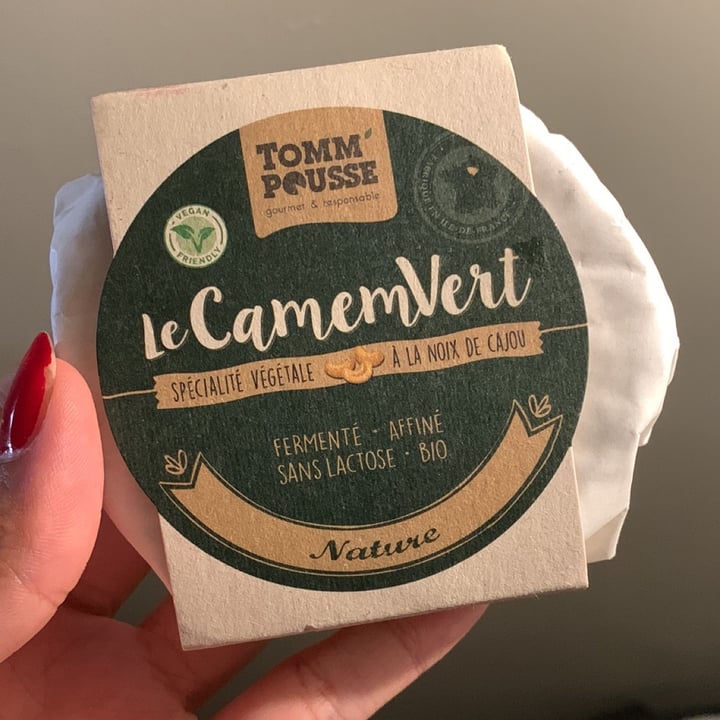 TOMM'
POUSSE
gourmet & responsable
VEGAN
FRIENDLY
Le CamemVert
SPÉCIALITÉ VÉGÉTALE À LA NOIX DE CAJOU
FERMENTÉ - AFFINÉ
SANS LACTOSE · BIO
Nature